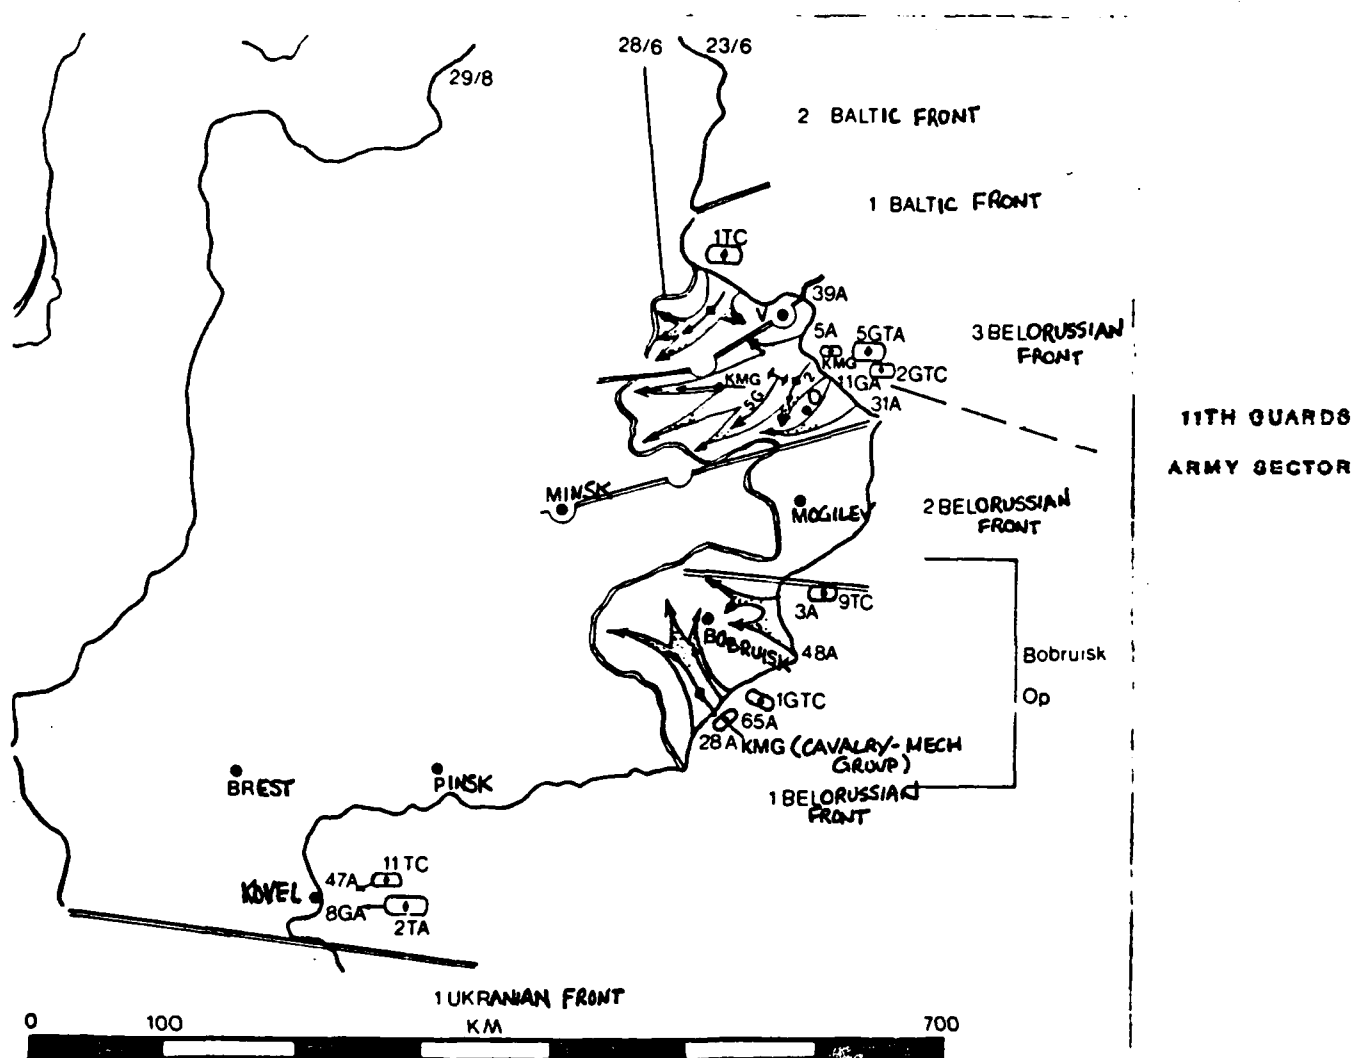 28/6
23/6
29/8
2 BALTIC FRONT
1 BALTIC FRONT
1TC
39A
V
5A
5GTA
3 BELORUSSIAN
FRONT
KMG
2GTC
11GA
KMG
5G
2
O
31A
11TH GUARDS
ARMY SECTOR
MINSK
MOGILEV
2 BELORUSSIAN
FRONT
3A
9TC
BOBRUISK
48A
Bobruisk
Op
1GTC
65A
28A
KMG (CAVALRY-MECH
GROUP)
BREST
PINSK
1 BELORUSSIAN
FRONT
11TC
47A
KOVEL
8GA
2TA
1 UKRANIAN FRONT
0
100
KM
700